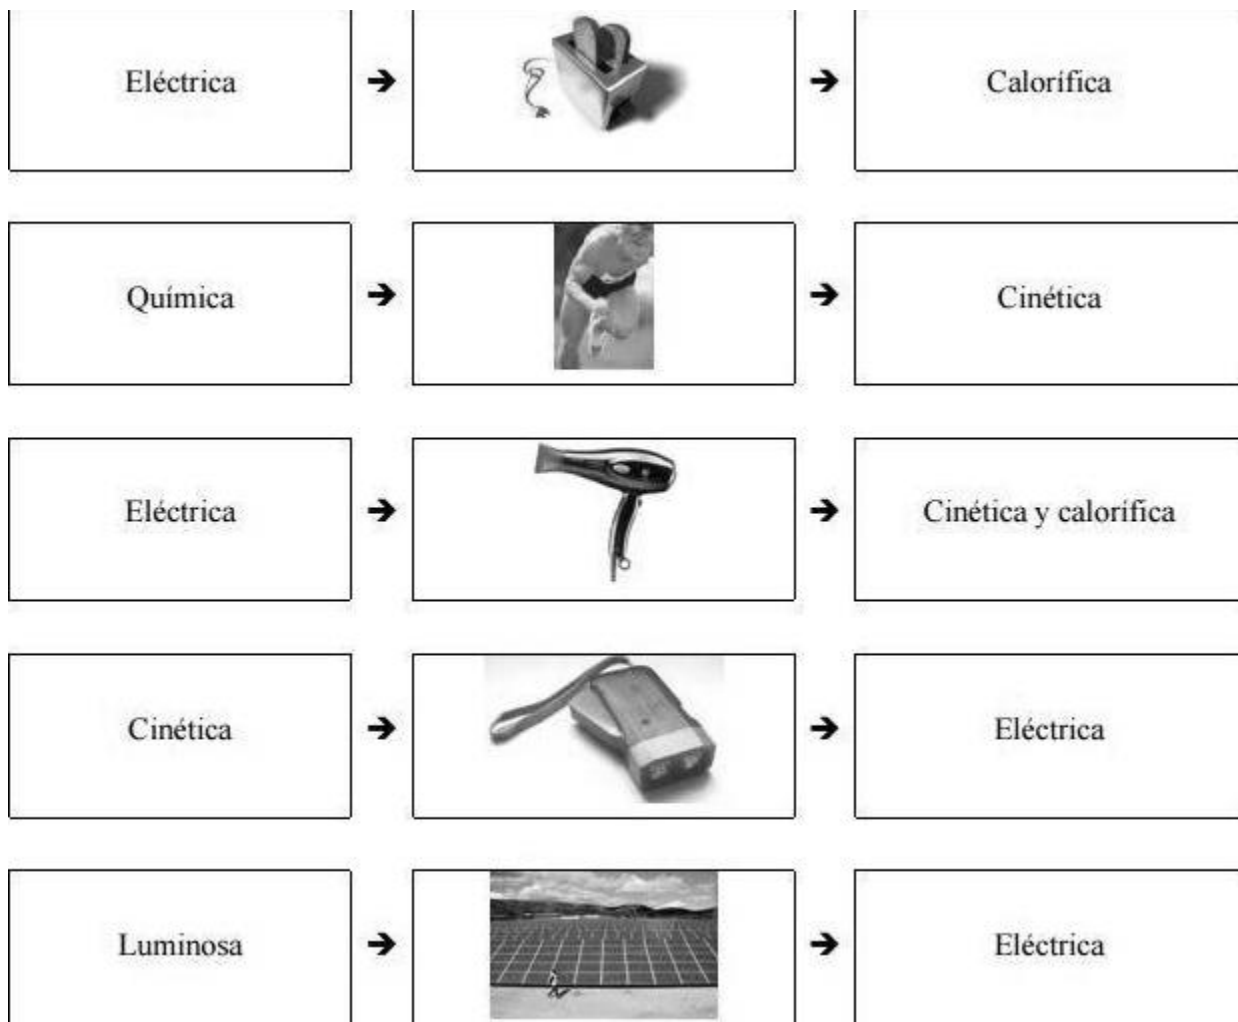 Eléctrica → → Calorífica
Química → → Cinética
Eléctrica → → Cinética y calorífica
Cinética → → Eléctrica
Luminosa → → Eléctrica